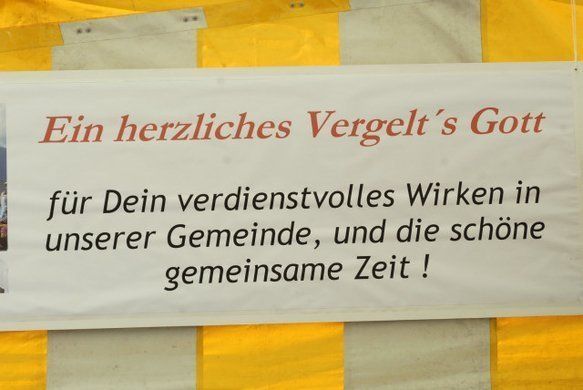 Ein herzliches Vergelt´s Gott
für Dein verdienstvolles Wirken in
unserer Gemeinde, und die schöne
gemeinsame Zeit !